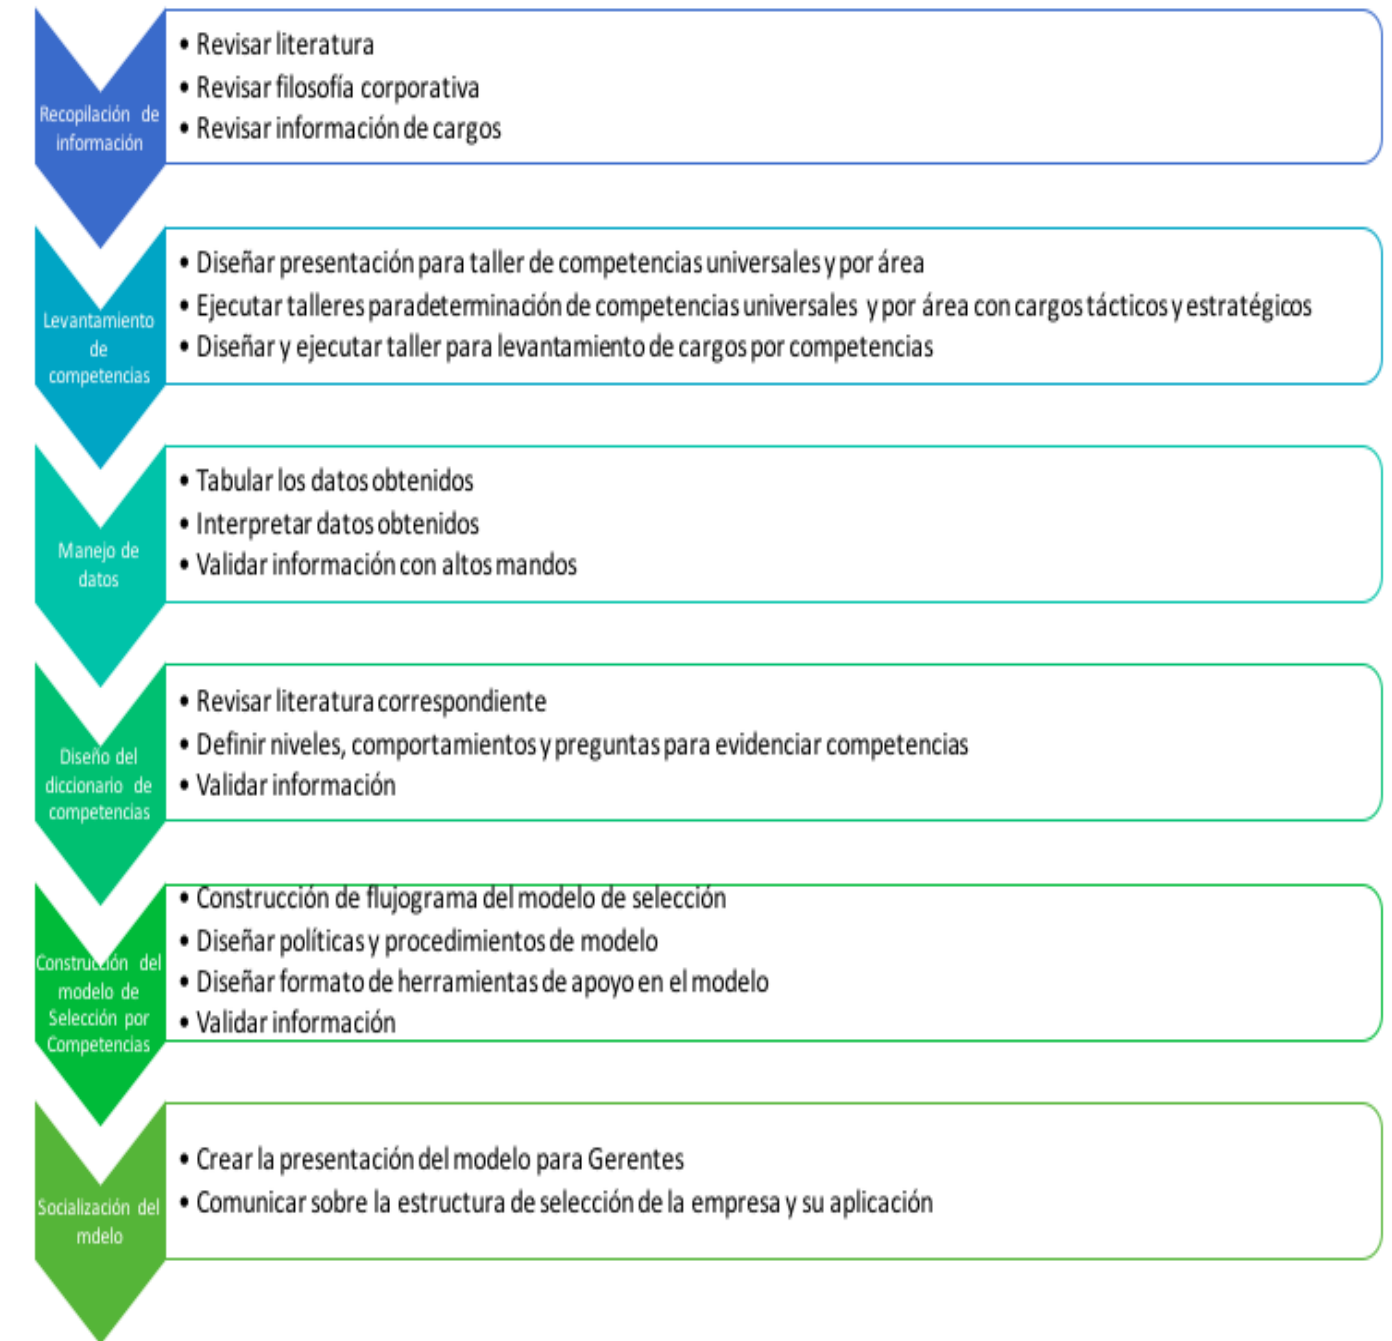 Recopilación de
información
• Revisar literatura
• Revisar filosofía corporativa
• Revisar información de cargos
Levantamiento
de
competencias
• Diseñar presentación para taller de competencias universales y por área
• Ejecutar talleres para determinación de competencias universales y por área con cargos tácticos y estratégicos
• Diseñar y ejecutar taller para levantamiento de cargos por competencias
Manejo de
datos
• Tabular los datos obtenidos
• Interpretar datos obtenidos
• Validar información con altos mandos
Diseño del
diccionario de
competencias
• Revisar literatura correspondiente
• Definir niveles, comportamientos y preguntas para evidenciar competencias
• Validar información
Construcción del
modelo de
Selección por
Competencias
• Construcción de flujograma del modelo de selección
• Diseñar políticas y procedimientos de modelo
• Diseñar formato de herramientas de apoyo en el modelo
• Validar información
Socialización del
mdelo
• Crear la presentación del modelo para Gerentes
• Comunicar sobre la estructura de selección de la empresa y su aplicación